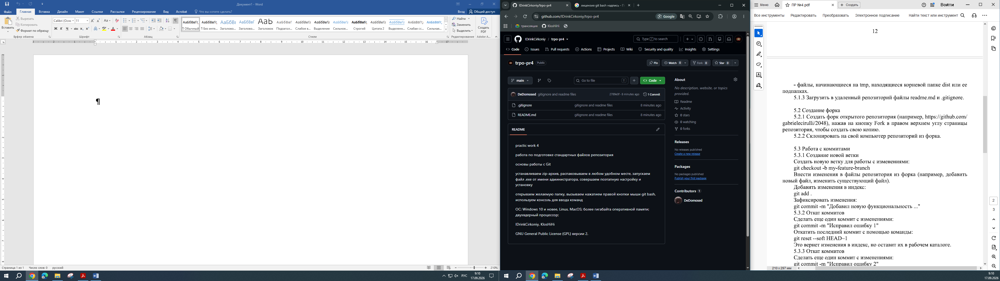 Документ1 - Word
Файл Главная Вставка Дизайн Макет Ссылки Рассылки Рецензирование Вид Acrobat Что вы хотите сделать? Вход Общий доступ
Вставить
Вырезать
Копировать
Формат по образцу
Буфер обмена
Calibri (Осно 11
Шрифт
Абзац
АаБбВвГг, АаБбВвГг, АаБбВı АаБбВвГ АаЬ АаБбВвГ АаБбВвГг АаБбВвГг АаБбВвГг АаБбВвГг, АаБбВвГг АаБбВвГг ААББВВГГ, ААББВВГГ,
¶ Обычный ¶ Без инте... Заголово... Заголово... Заголовок Подзагол... Слабое в... Выделение Сильное... Строгий Цитата 2 Выделенн... Слабая сс... Сильная...
Стили
Найти
Заменить
Выделить
Редактирование
Создать PDF
Adobe A...
¶
Страница 1 из 1 Число слов: 0 русский
210%
РУС
9:10
17.09.2026
IDrinkCirkoniy/trpo-pr4
лицензия git bash надпись - П
github.com/IDrinkCirkoniy/trpo-pr4
Google
трансляция KlosHiHi
IDrinkCirkoniy / trpo-pr4
Type / to search
Code Issues Pull requests Actions Projects Wiki Security and quality Insights Settings
trpo-pr4 Public
Pin Watch 0 Fork 0 Star 0
main
Go to file T
Code
DeDomosed gitignore and readme files 2789e0f · 8 minutes ago 1 Commit
.gitignore gitignore and readme files 8 minutes ago
README.md gitignore and readme files 8 minutes ago
README
practic work 4
работа по подготовке стандартных файлов репозитория
основы работы с Git
устанавливаем zip-архив, распаковываем в любом удобном месте, запускаем
файл .exe от имени администратора, совершаем поэтапную настройку и
установку
открываем желаемую папку, вызываем нажатием правой кнопки мыши git bash,
используем консоль для ввода команд
ОС: Windows 10 и новее, Linux, MacOS; более гигабайта оперативной памяти;
двухядерный процессор;
IDrinkCirkoniy, KlosHiHi
GNU General Public License (GPL) версии 2.
About
No description, website, or topics
provided.
Readme
Activity
0 stars
0 watching
0 forks
Releases
No releases published
Create a new release
Packages
No packages published
Publish your first package
Contributors 1
DeDomosed
Меню
ПР №4.pdf
Создать
Войти
Все инструменты Редактировать Преобразовать Электронное подписание
Найти текст или инструмент
12
- файлы, начинающиеся на tmp, находящиеся корневой папке dist или ее
подпапках.
5.1.3 Загрузить в удаленный репозиторий файлы readme.md и .gitignore.
5.2 Создание форка
5.2.1 Создать форк открытого репозитория (например, https://github.com/
gabrielecirulli/2048), нажав на кнопку Fork в правом верхнем углу страницы
репозитория, чтобы создать свою копию.
5.2.2 Склонировать на свой компьютер репозиторий из форка.
5.3 Работа с коммитами
5.3.1 Создание новой ветки
Создать новую ветку для работы с изменениями:
git checkout -b my-feature-branch
Внести изменения в файлы репозитория из форка (например, добавить
новый файл, изменить существующий файл).
Добавить изменения в индекс:
git add .
Зафиксировать изменения:
git commit -m "Добавил новую функциональность ..."
5.3.2 Откат коммитов
Сделать еще один коммит с изменениями:
git commit -m "Исправил ошибку 1"
Откатить последний коммит с помощью команды:
git reset --soft HEAD~1
Это вернет изменения в индекс, но оставит их в рабочем каталоге.
5.3.3 Откат коммитов
Сделать еще один коммит с изменениями:
git commit -m "Исправил ошибку 2"
2
3
210 x 297 мм
9:10
17.09.2026